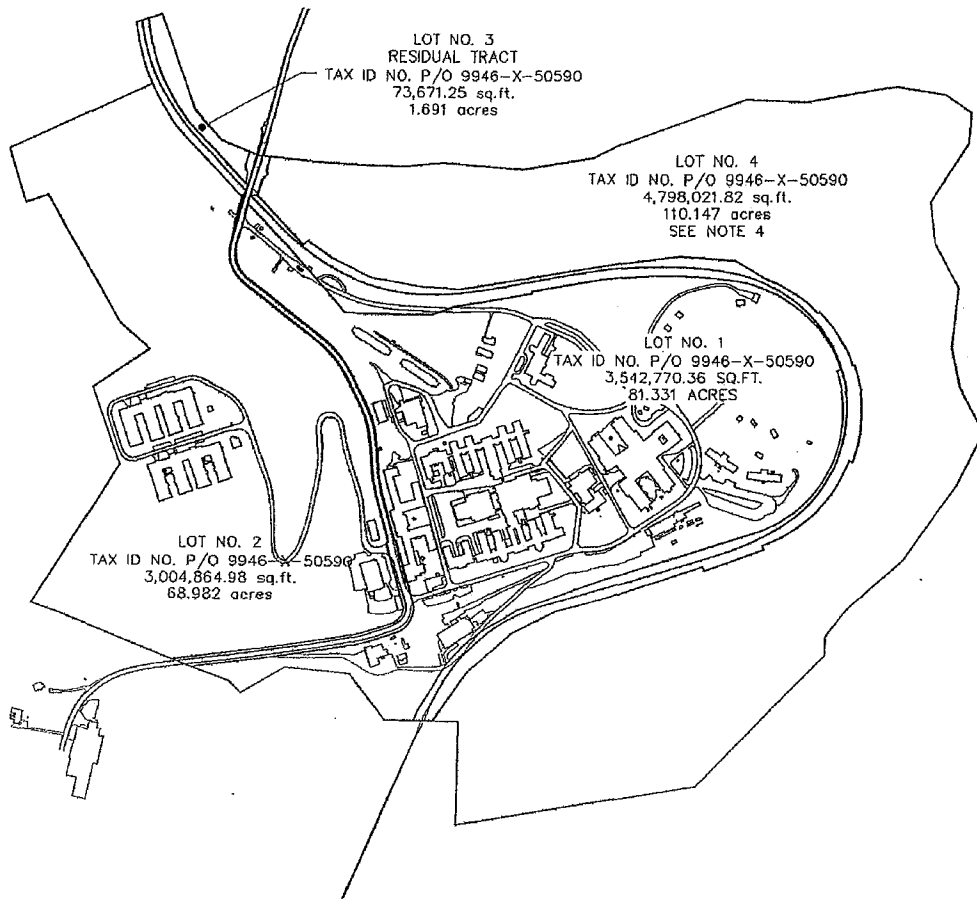 LOT NO. 3
RESIDUAL TRACT
TAX ID NO. P/O 9946-X-50590
73,671.25 sq.ft.
1.691 acres
LOT NO. 4
TAX ID NO. P/O 9946-X-50590
4,798,021.82 sq.ft.
110.147 acres
SEE NOTE 4
LOT NO. 1
TAX ID NO. P/O 9946-X-50590
3,542,770.36 SQ.FT.
81.331 ACRES
LOT NO. 2
TAX ID NO. P/O 9946-X-50590
3,004,864.98 sq.ft.
68.982 acres